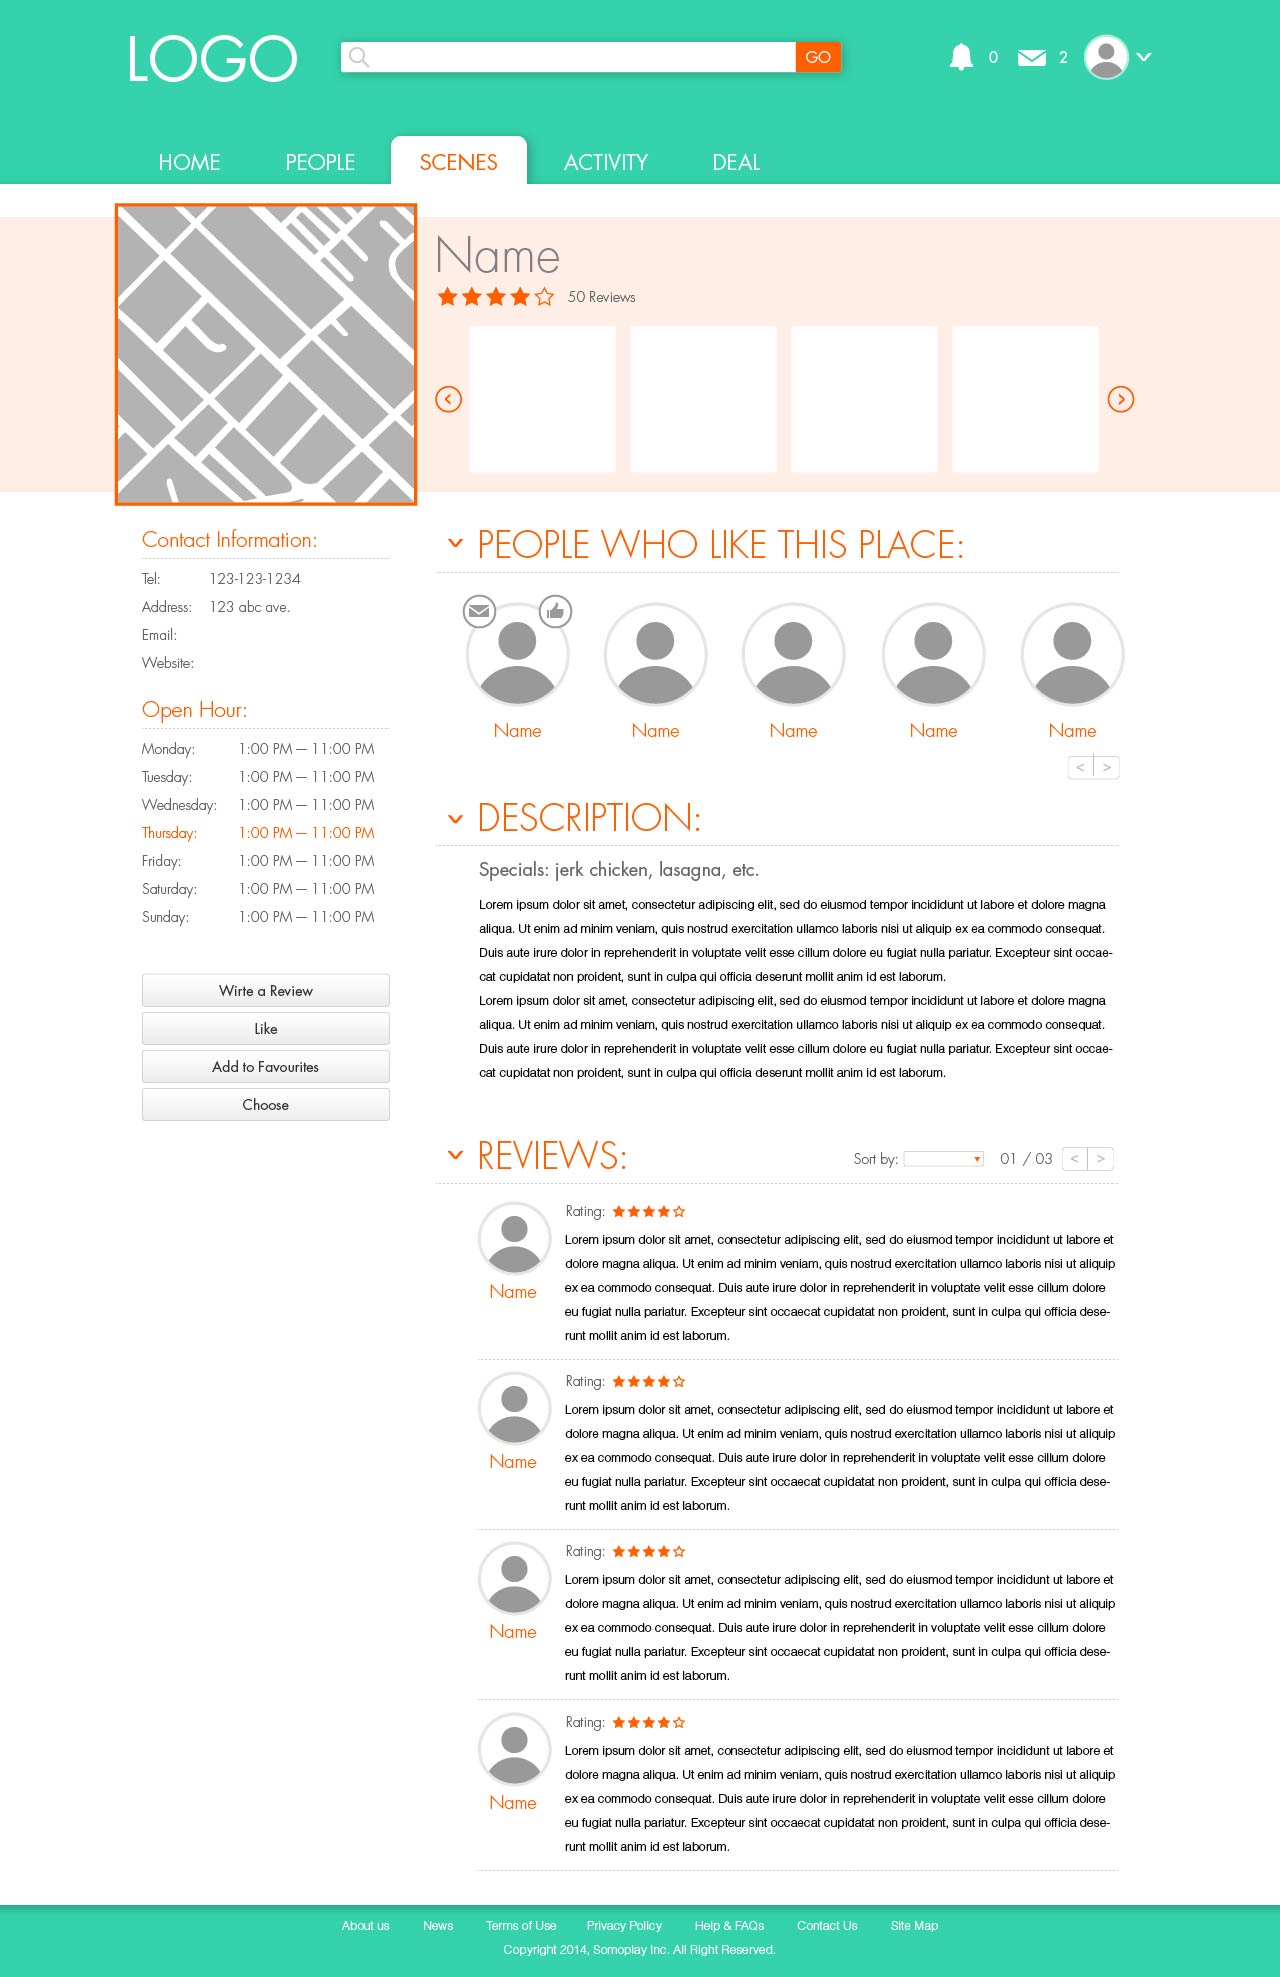 LOGO
GO
0
2
HOME
PEOPLE
SCENES
ACTIVITY
DEAL
Name
50 Reviews
Contact Information:
Tel: 123-123-1234
Address: 123 abc ave.
Email:
Website:
Open Hour:
Monday: 1:00 PM — 11:00 PM
Tuesday: 1:00 PM — 11:00 PM
Wednesday: 1:00 PM — 11:00 PM
Thursday: 1:00 PM — 11:00 PM
Friday: 1:00 PM — 11:00 PM
Saturday: 1:00 PM — 11:00 PM
Sunday: 1:00 PM — 11:00 PM
Wirte a Review
Like
Add to Favourites
Choose
PEOPLE WHO LIKE THIS PLACE:
Name Name Name Name Name
< >
DESCRIPTION:
Specials: jerk chicken, lasagna, etc.
Lorem ipsum dolor sit amet, consectetur adipiscing elit, sed do eiusmod tempor incididunt ut labore et dolore magna
aliqua. Ut enim ad minim veniam, quis nostrud exercitation ullamco laboris nisi ut aliquip ex ea commodo consequat.
Duis aute irure dolor in reprehenderit in voluptate velit esse cillum dolore eu fugiat nulla pariatur. Excepteur sint occae-
cat cupidatat non proident, sunt in culpa qui officia deserunt mollit anim id est laborum.
Lorem ipsum dolor sit amet, consectetur adipiscing elit, sed do eiusmod tempor incididunt ut labore et dolore magna
aliqua. Ut enim ad minim veniam, quis nostrud exercitation ullamco laboris nisi ut aliquip ex ea commodo consequat.
Duis aute irure dolor in reprehenderit in voluptate velit esse cillum dolore eu fugiat nulla pariatur. Excepteur sint occae-
cat cupidatat non proident, sunt in culpa qui officia deserunt mollit anim id est laborum.
REVIEWS:
Sort by: 01 / 03 < >
Rating:
Lorem ipsum dolor sit amet, consectetur adipiscing elit, sed do eiusmod tempor incididunt ut labore et
dolore magna aliqua. Ut enim ad minim veniam, quis nostrud exercitation ullamco laboris nisi ut aliquip
ex ea commodo consequat. Duis aute irure dolor in reprehenderit in voluptate velit esse cillum dolore
eu fugiat nulla pariatur. Excepteur sint occaecat cupidatat non proident, sunt in culpa qui officia dese-
runt mollit anim id est laborum.
Name
Rating:
Lorem ipsum dolor sit amet, consectetur adipiscing elit, sed do eiusmod tempor incididunt ut labore et
dolore magna aliqua. Ut enim ad minim veniam, quis nostrud exercitation ullamco laboris nisi ut aliquip
ex ea commodo consequat. Duis aute irure dolor in reprehenderit in voluptate velit esse cillum dolore
eu fugiat nulla pariatur. Excepteur sint occaecat cupidatat non proident, sunt in culpa qui officia dese-
runt mollit anim id est laborum.
Name
Rating:
Lorem ipsum dolor sit amet, consectetur adipiscing elit, sed do eiusmod tempor incididunt ut labore et
dolore magna aliqua. Ut enim ad minim veniam, quis nostrud exercitation ullamco laboris nisi ut aliquip
ex ea commodo consequat. Duis aute irure dolor in reprehenderit in voluptate velit esse cillum dolore
eu fugiat nulla pariatur. Excepteur sint occaecat cupidatat non proident, sunt in culpa qui officia dese-
runt mollit anim id est laborum.
Name
Rating:
Lorem ipsum dolor sit amet, consectetur adipiscing elit, sed do eiusmod tempor incididunt ut labore et
dolore magna aliqua. Ut enim ad minim veniam, quis nostrud exercitation ullamco laboris nisi ut aliquip
ex ea commodo consequat. Duis aute irure dolor in reprehenderit in voluptate velit esse cillum dolore
eu fugiat nulla pariatur. Excepteur sint occaecat cupidatat non proident, sunt in culpa qui officia dese-
runt mollit anim id est laborum.
Name
About us News Terms of Use Privacy Policy Help & FAQs Contact Us Site Map
Copyright 2014, Somoplay Inc. All Right Reserved.